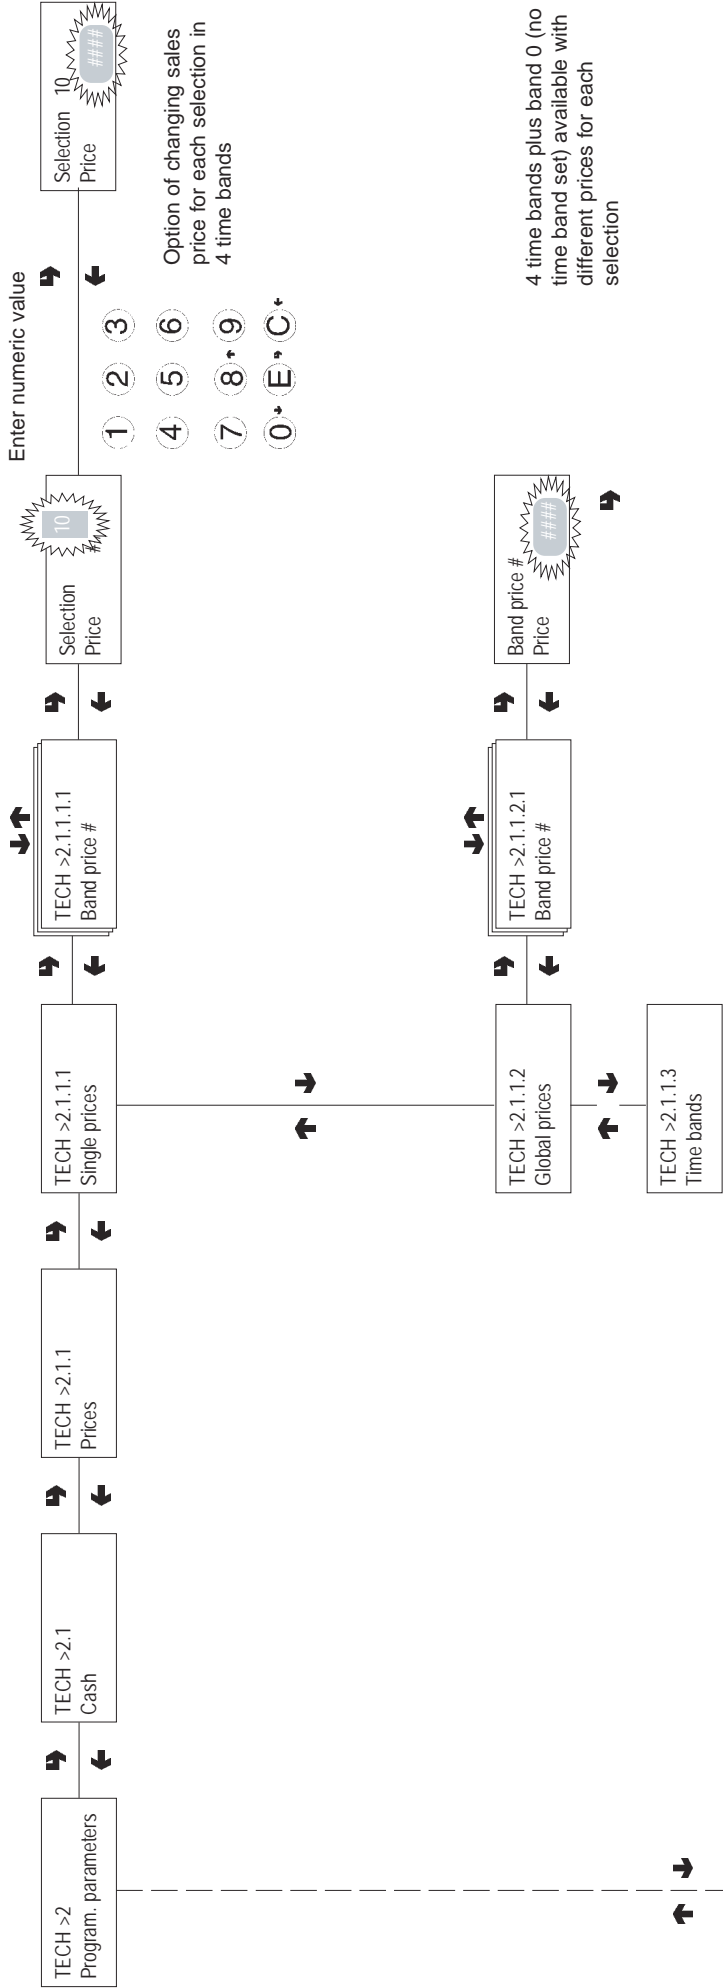 TECH >2
Program. parameters
TECH >2.1
Cash
TECH >2.1.1
Prices
TECH >2.1.1.1
Single prices
TECH >2.1.1.1.1
Band price #
Selection 10
Price #
Enter numeric value
1 2 3
4 5 6
7 8 9
0 E C
Selection 10
Price ####
Option of changing sales
price for each selection in
4 time bands
TECH >2.1.1.2
Global prices
TECH >2.1.1.2.1
Band price #
Band price #
Price ####
4 time bands plus band 0 (no
time band set) available with
different prices for each
selection
TECH >2.1.1.3
Time bands